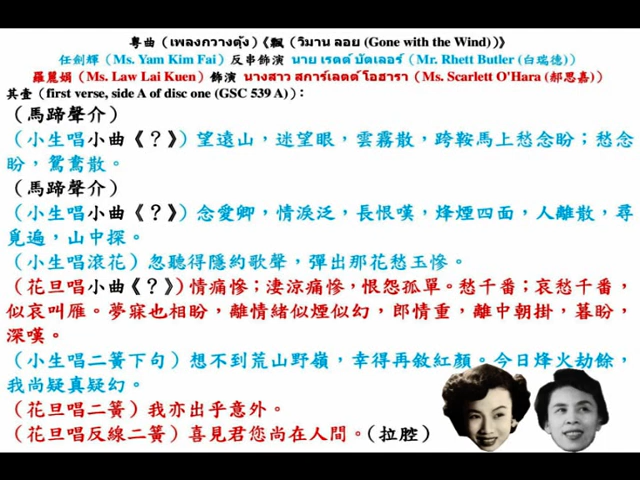 粵曲（เพลงกวางตุ้ง)《飄（วิมาน ลอย (Gone with the Wind))》
任劍輝（Ms. Yam Kim Fai) 反串飾演 นาย เรตต์ บัตเลอร์（Mr. Rhett Butler (白瑞德))
羅麗娟（Ms. Law Lai Kuen) 飾演 นางสาว สการ์เลตต์ โอฮารา（Ms. Scarlett O'Hara (郝思嘉))
其壹（first verse, side A of disc one (GSC 539 A)）：
（馬蹄聲介）
（小生唱小曲《？》）望遠山，迷望眼，雲霧散，跨鞍馬上愁念盼；愁念
盼，鴛鴦散。
（馬蹄聲介）
（小生唱小曲《？》）念愛卿，情淚泛，長恨嘆，烽煙四面，人離散，尋
覓遍，山中探。
（小生唱滾花）忽聽得隱約歌聲，彈出那花愁玉慘。
（花旦唱小曲《？》）情痛慘；淒涼痛慘，恨怨孤單。愁千番；哀愁千番，
似哀叫雁。夢寐也相盼，離情緒似煙似幻，郎情重，離中朝掛，暮盼，
深嘆。
（小生唱二簧下句）想不到荒山野嶺，幸得再敘紅顏。今日烽火劫餘，
我尚疑真疑幻。
（花旦唱二簧）我亦出乎意外。
（花旦唱反線二簧）喜見君您尚在人間。（拉腔）